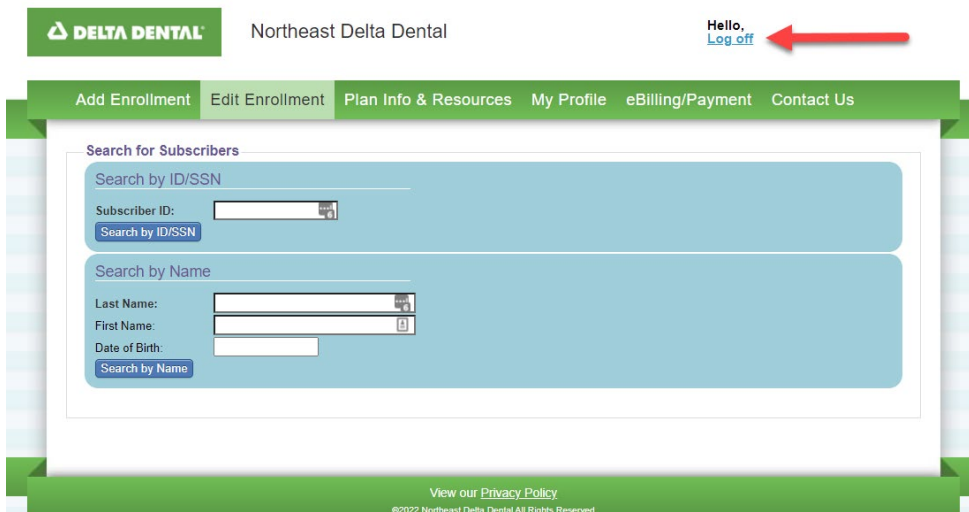 DELTA DENTAL®
Northeast Delta Dental
Hello,
Log off
Add Enrollment Edit Enrollment Plan Info & Resources My Profile eBilling/Payment Contact Us
Search for Subscribers
Search by ID/SSN
Subscriber ID:
Search by ID/SSN
Search by Name
Last Name:
First Name:
Date of Birth:
Search by Name
View our Privacy Policy
©2022 Northeast Delta Dental All Rights Reserved